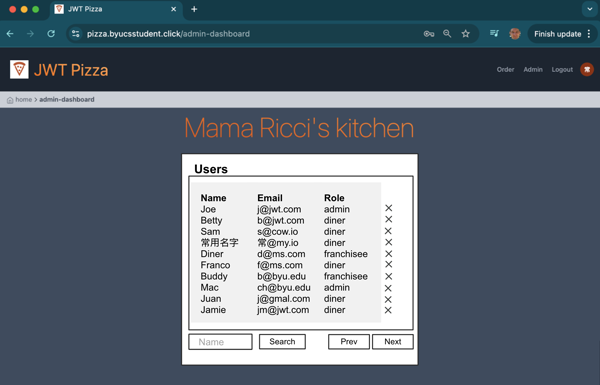 JWT Pizza
pizza.byucsstudent.click/admin-dashboard
Finish update
JWT Pizza
Order Admin Logout 常
home > admin-dashboard
Mama Ricci's kitchen
Users
Name Email Role
Joe j@jwt.com admin
Betty b@jwt.com diner
Sam s@cow.io diner
常用名字 常@my.io diner
Diner d@ms.com franchisee
Franco f@ms.com diner
Buddy b@byu.edu franchisee
Mac ch@byu.edu admin
Juan j@gmal.com diner
Jamie jm@jwt.com diner
Name Search Prev Next